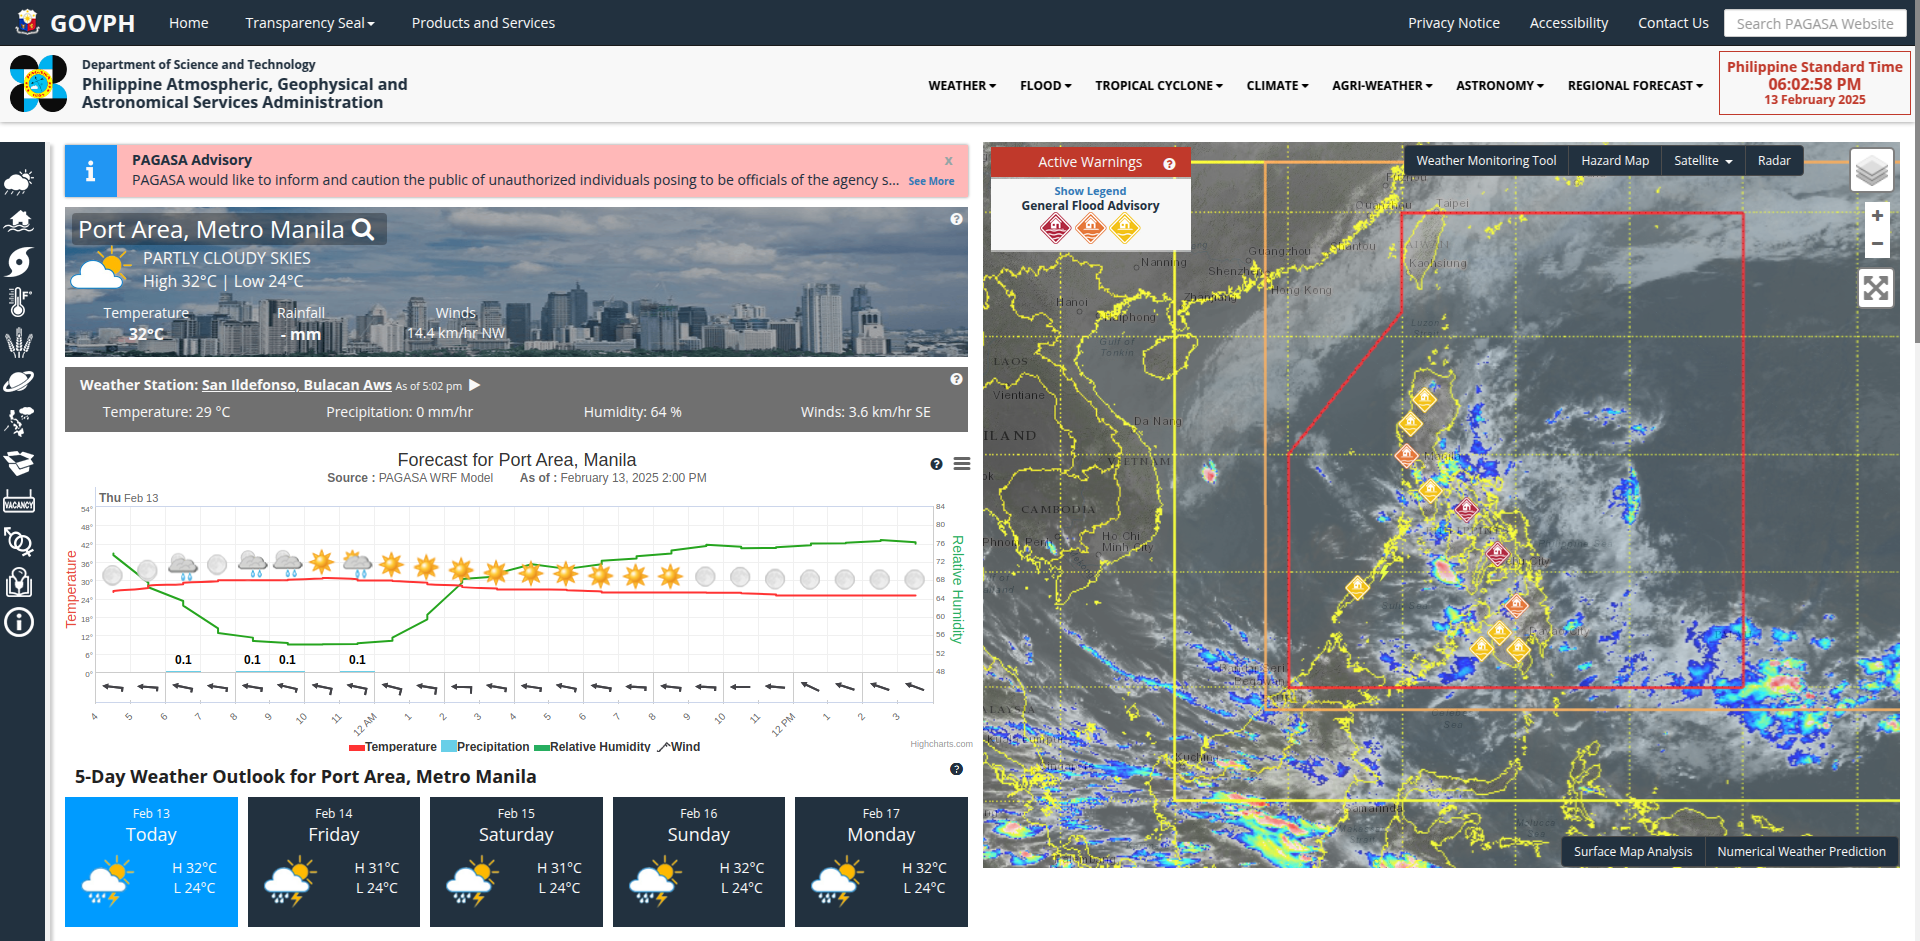 GOVPH Home Transparency Seal Products and Services Privacy Notice Accessibility Contact Us Search PAGASA Website
Department of Science and Technology
Philippine Atmospheric, Geophysical and
Astronomical Services Administration
WEATHER FLOOD TROPICAL CYCLONE CLIMATE AGRI-WEATHER ASTRONOMY REGIONAL FORECAST
Philippine Standard Time
06:02:58 PM
13 February 2025
VACANCY
PAGASA Advisory x
PAGASA would like to inform and caution the public of unauthorized individuals posing to be officials of the agency s... See More
Port Area, Metro Manila
PARTLY CLOUDY SKIES
High 32°C | Low 24°C
Temperature Rainfall Winds
32°C - mm 14.4 km/hr NW
Weather Station: San Ildefonso, Bulacan Aws As of 5:02 pm
Temperature: 29 °C Precipitation: 0 mm/hr Humidity: 64 % Winds: 3.6 km/hr SE
Forecast for Port Area, Manila
Source : PAGASA WRF Model As of : February 13, 2025 2:00 PM
Thu Feb 13
Temperature
54°
48°
42°
36°
30°
24°
18°
12°
6°
0°
84
80
76
72
68
64
60
56
52
48
Relative Humidity
0.1 0.1 0.1 0.1
4 5 6 7 8 9 10 11 12 AM 1 2 3 4 5 6 7 8 9 10 11 12 PM 1 2 3
Temperature Precipitation Relative Humidity Wind
Highcharts.com
5-Day Weather Outlook for Port Area, Metro Manila
Feb 13
Today
H 32°C
L 24°C
Feb 14
Friday
H 31°C
L 24°C
Feb 15
Saturday
H 31°C
L 24°C
Feb 16
Sunday
H 32°C
L 24°C
Feb 17
Monday
H 32°C
L 24°C
Active Warnings
Show Legend
General Flood Advisory
Weather Monitoring Tool Hazard Map Satellite Radar
+
−
Taipei
Kaohsiung
Guangzhou
Nanning
Shenzhen
Hong Kong
Hanoi
Gulf of
Tonkin
LAOS
Vientiane
Da Nang
VIETNAM
CAMBODIA
Ho Chi
Minh City
Kuching
Samarinda
Surface Map Analysis Numerical Weather Prediction